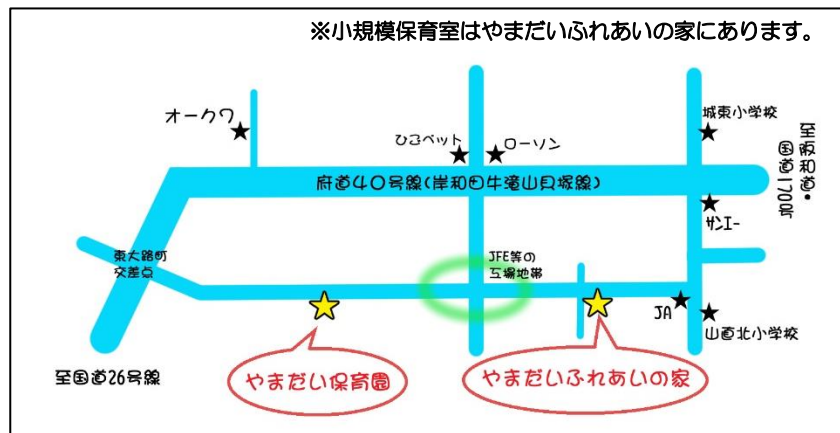 ※小規模保育室はやまだいふれあいの家にあります。
オークワ
ひごペット
ローソン
城東小学校
至阪和道・
国道170号
府道40号線(岸和田牛滝山貝塚線)
サンエー
東大路町
交差点
JFE等の
工場地帯
JA
山直北小学校
至国道26号線
やまだい保育園
やまだいふれあいの家